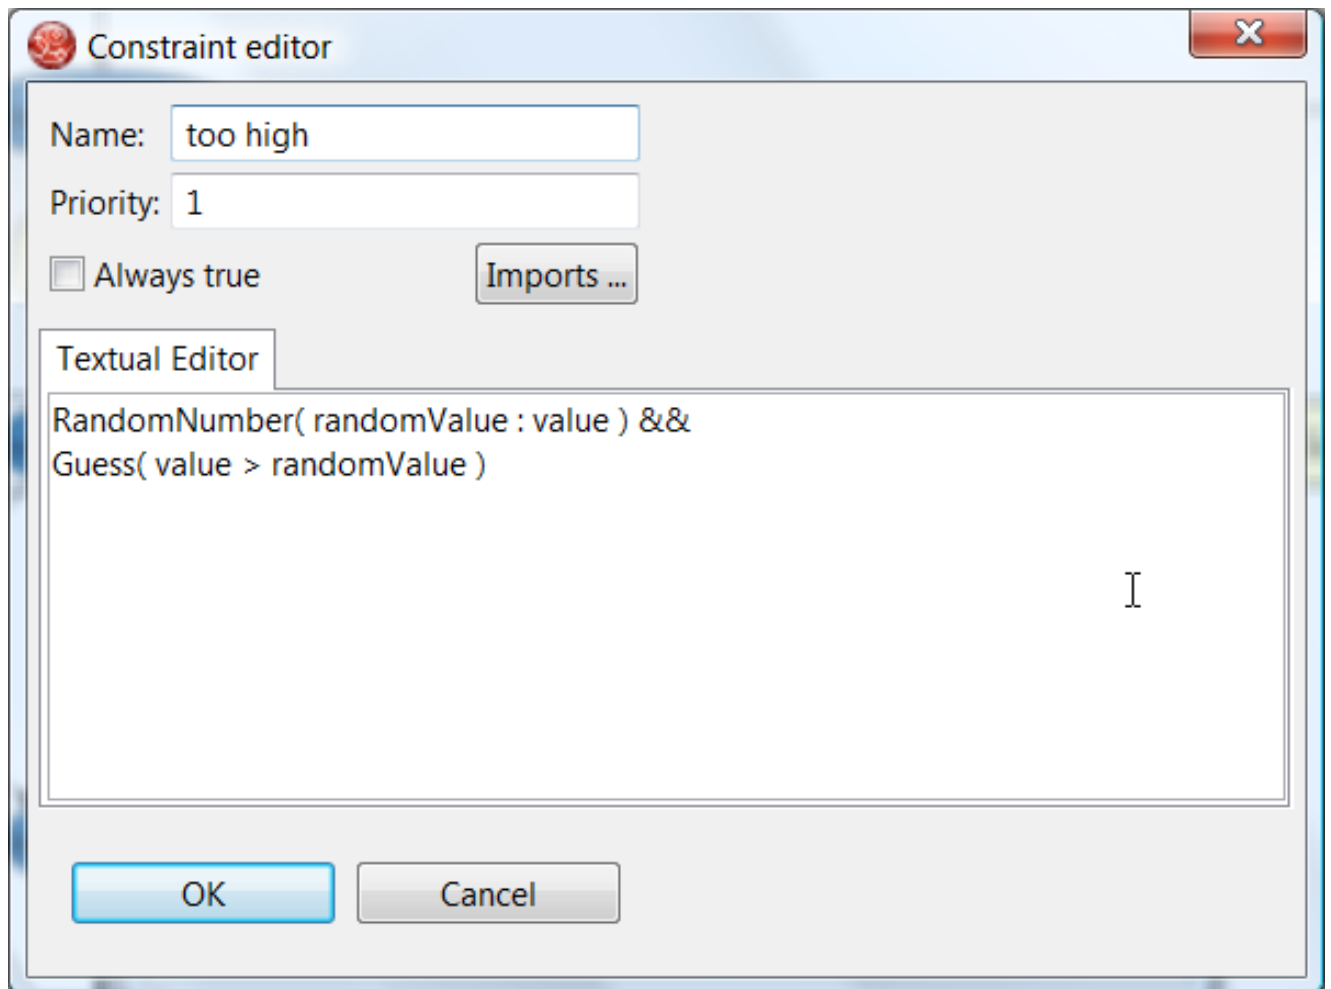 Constraint editor
Name: too high
Priority: 1
Always true
Imports ...
Textual Editor
RandomNumber( randomValue : value ) &&
Guess( value > randomValue )
OK
Cancel